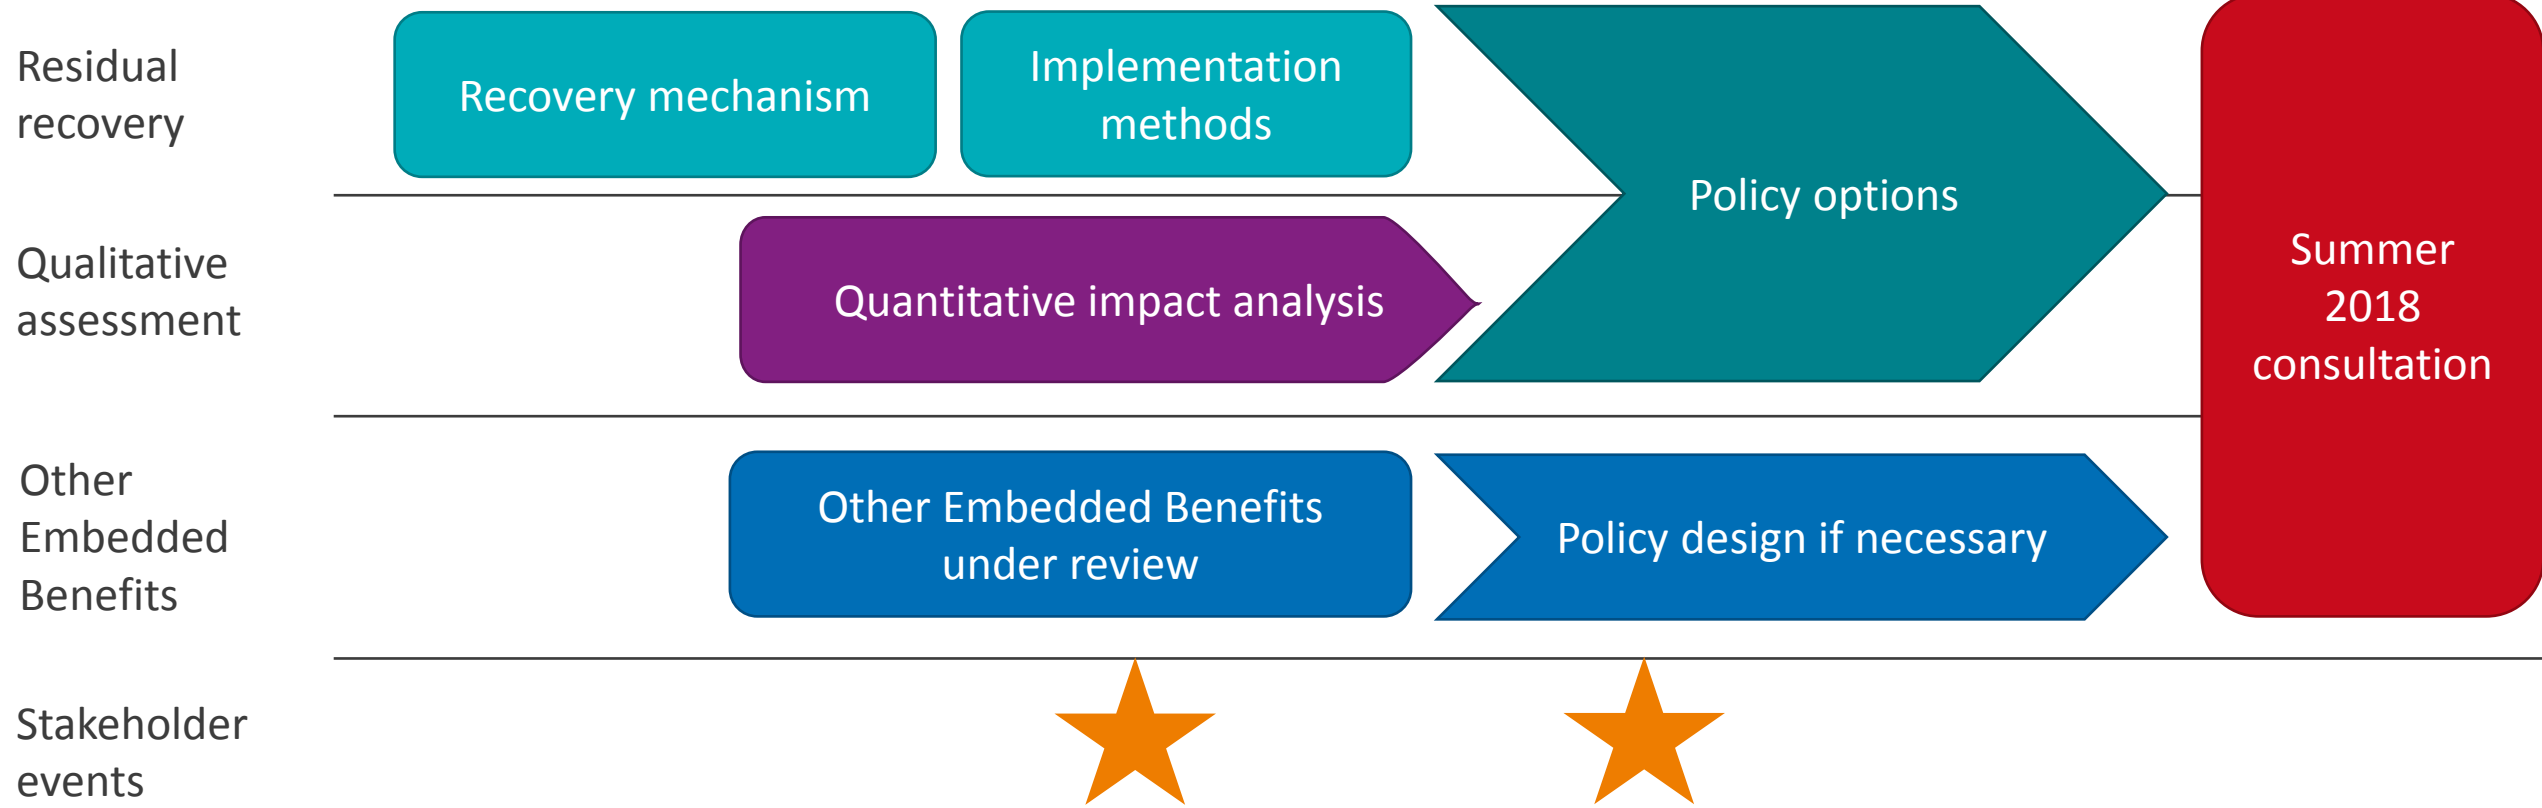 Residual
recovery
Recovery mechanism
Implementation
methods
Policy options
Qualitative
assessment
Quantitative impact analysis
Summer
2018
consultation
Other
Embedded
Benefits
Other Embedded Benefits
under review
Policy design if necessary
Stakeholder
events